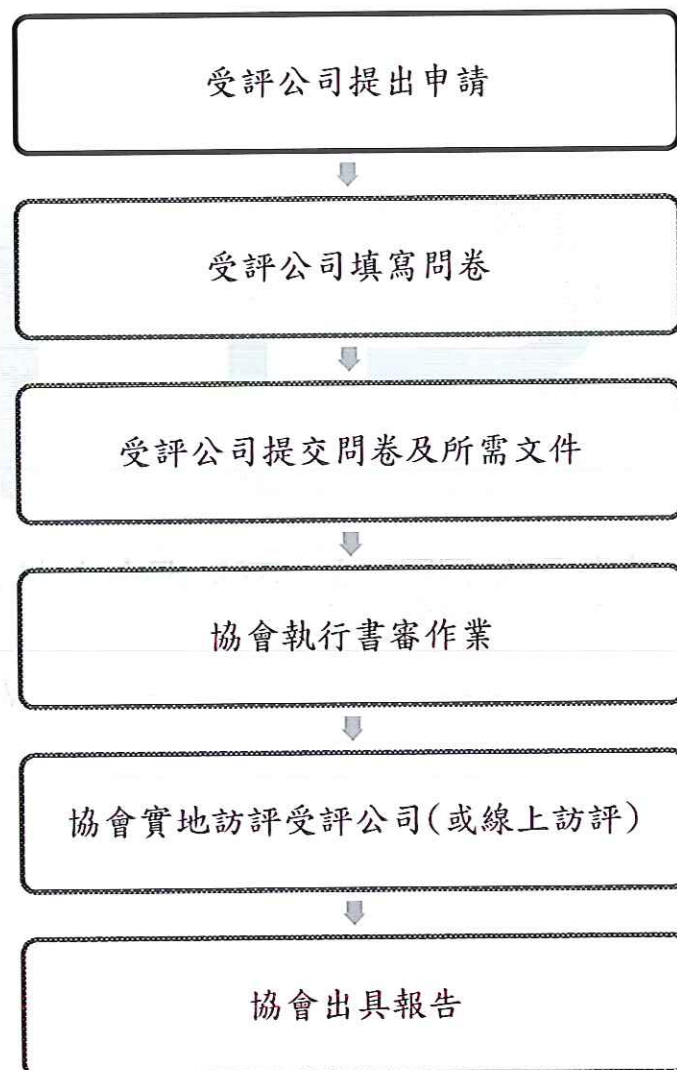 受評公司提出申請
受評公司填寫問卷
受評公司提交問卷及所需文件
協會執行書審作業
協會實地訪評受評公司(或線上訪評)
協會出具報告